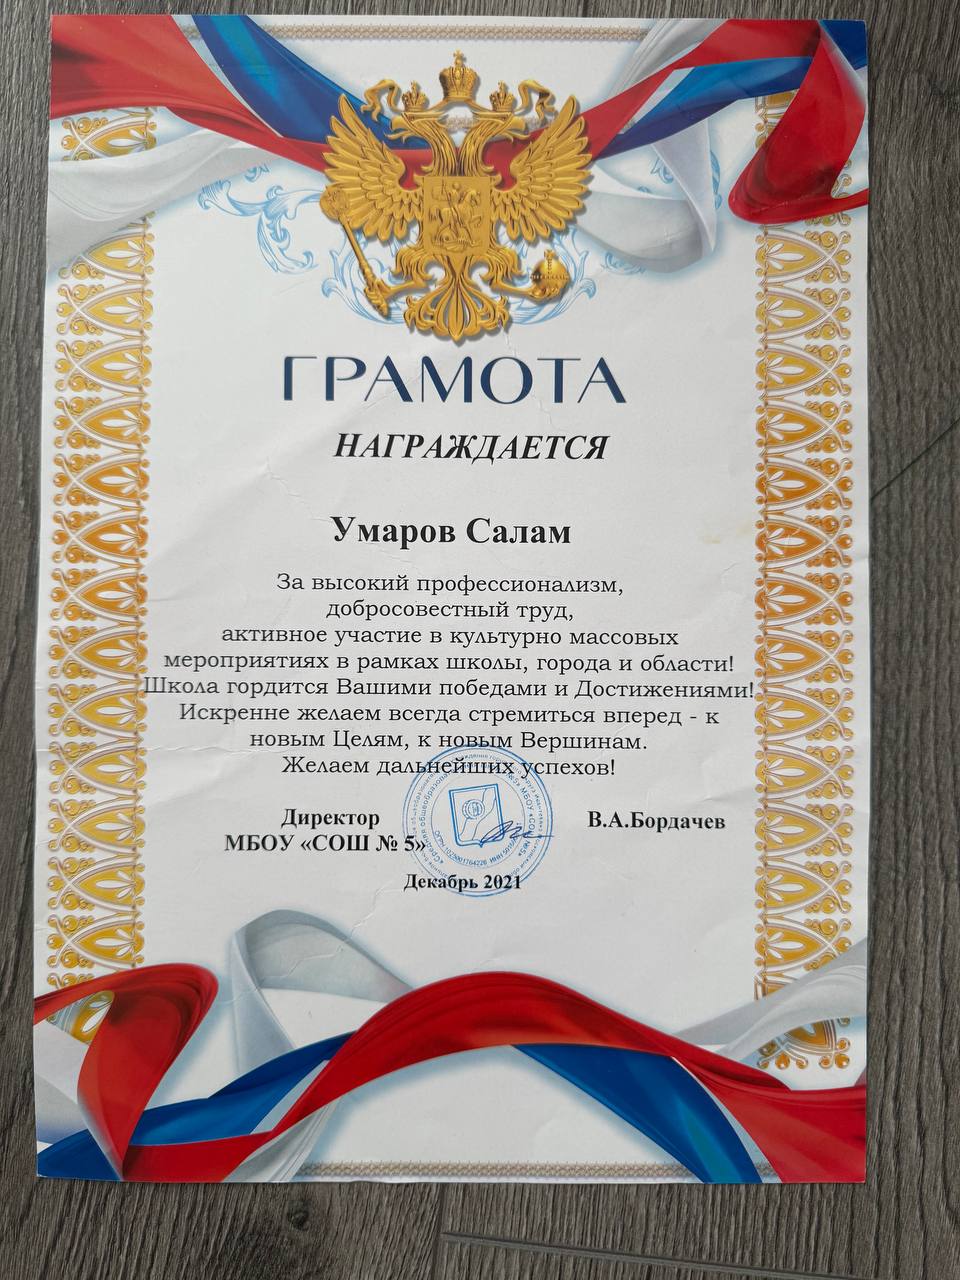 ГРАМОТА
НАГРАЖДАЕТСЯ
Умаров Салам
За высокий профессионализм,
добросовестный труд,
активное участие в культурно массовых
мероприятиях в рамках школы, города и области!
Школа гордится Вашими победами и Достижениями!
Искренне желаем всегда стремиться вперед - к
новым Целям, к новым Вершинам.
Желаем дальнейших успехов!
Директор
МБОУ «СОШ № 5»
В.А.Бордачев
Декабрь 2021